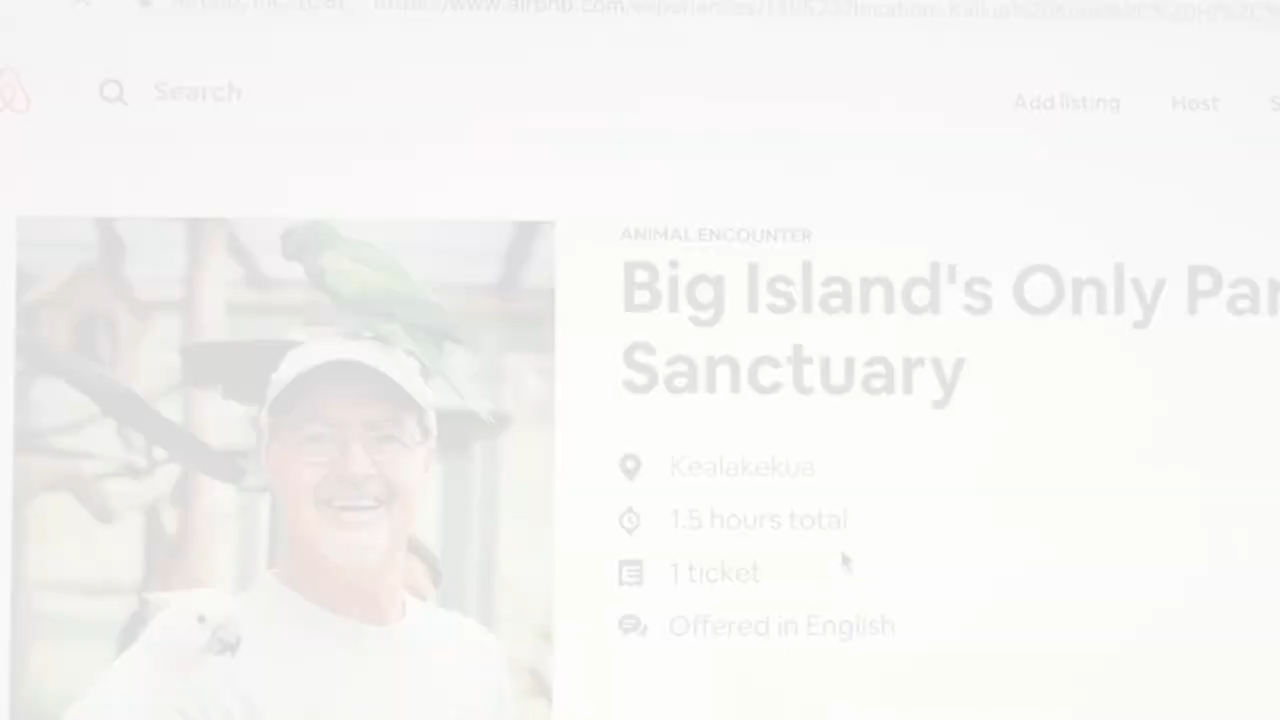 Search
Add listing
Host
ANIMAL ENCOUNTER
Big Island's Only
Sanctuary
Kealakekua
1.5 hours total
1 ticket
Offered in English